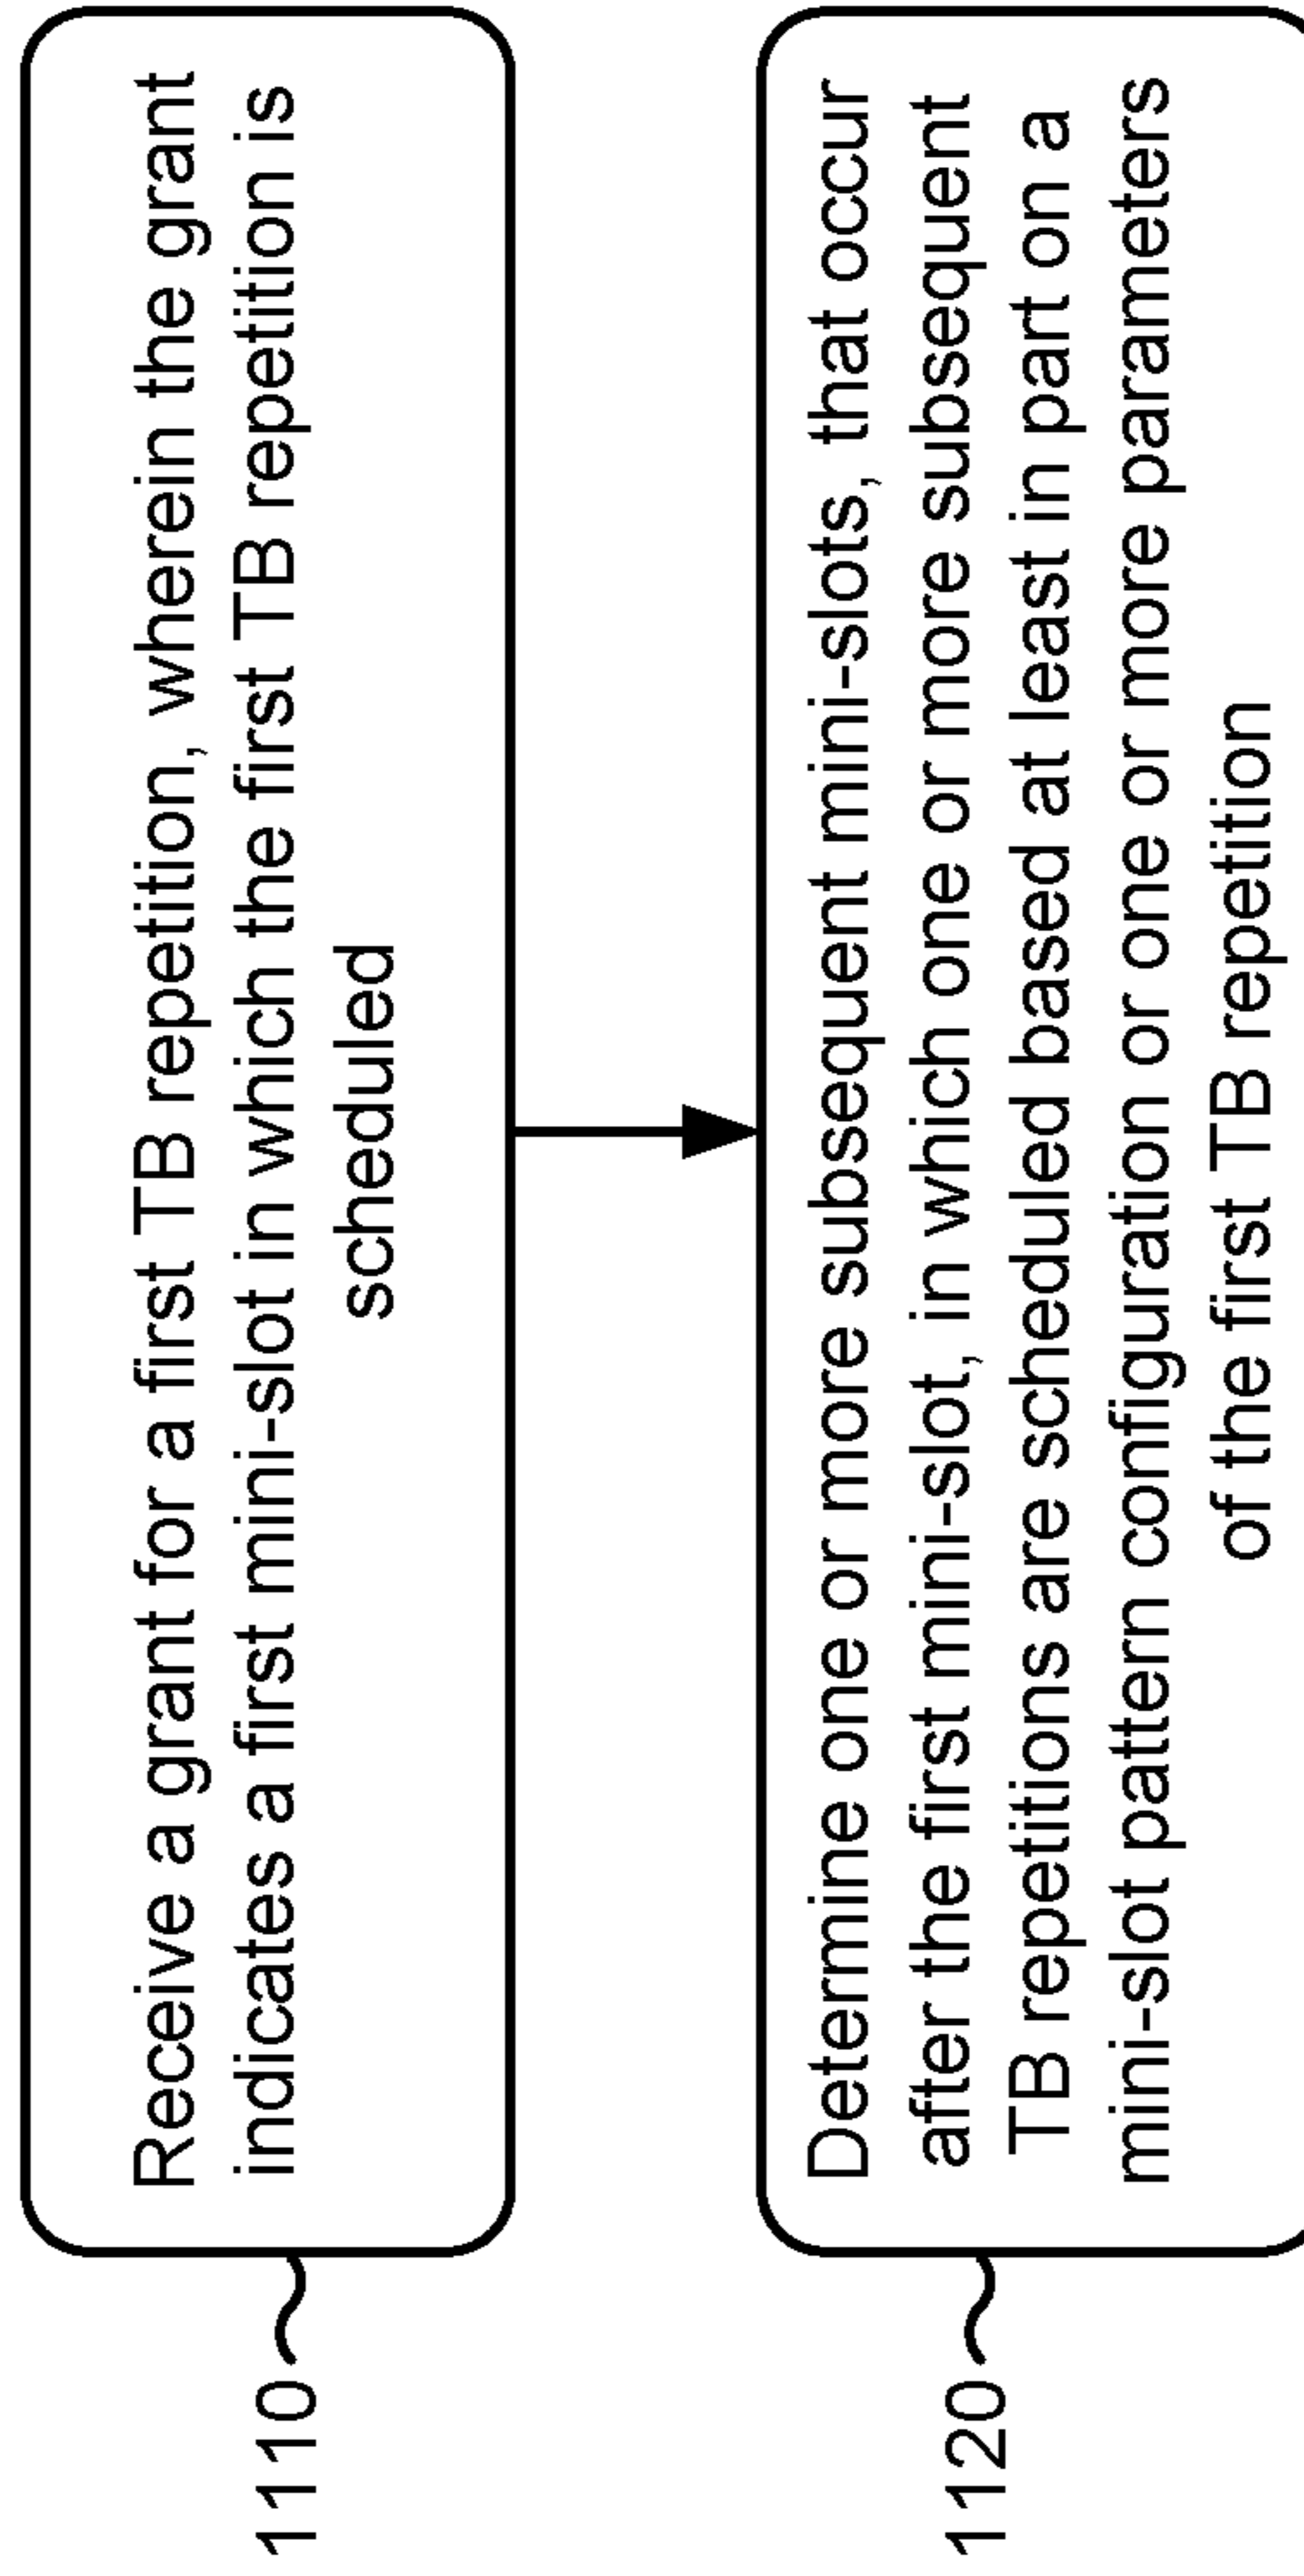 1110
Receive a grant for a first TB repetition, wherein the grant
indicates a first mini-slot in which the first TB repetition is
scheduled
1120
Determine one or more subsequent mini-slots, that occur
after the first mini-slot, in which one or more subsequent
TB repetitions are scheduled based at least in part on a
mini-slot pattern configuration or one or more parameters
of the first TB repetition